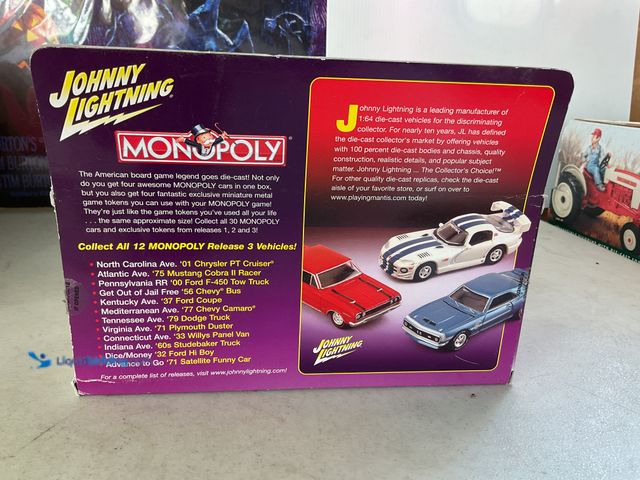 JOHNNY
LIGHTNING
MONOPOLY
The American board game legend goes die-cast! Not only
do you get four awesome MONOPOLY cars in one box,
but you also get four fantastic exclusive miniature metal
game tokens you can use with your MONOPOLY game!
They're just like the game tokens you've used all your life
. . . the same approximate size! Collect all 30 MONOPOLY
cars and exclusive tokens from releases 1, 2 and 3!
Collect All 12 MONOPOLY Release 3 Vehicles!
• North Carolina Ave. '01 Chrysler PT Cruiser
• Atlantic Ave. '75 Mustang Cobra II Racer
• Pennsylvania RR '00 Ford F-450 Tow Truck
• Get Out of Jail Free '56 Chevy Bus
• Kentucky Ave. '37 Ford Coupe
• Mediterranean Ave. '77 Chevy Camaro
• Tennessee Ave. '79 Dodge Truck
• Virginia Ave. '71 Plymouth Duster
• Connecticut Ave. '33 Willys Panel Van
• Indiana Ave. '60s Studebaker Truck
• Dice/Money '32 Ford Hi Boy
Advance to Go '71 Satellite Funny Car
For a complete list of releases, visit www.johnnylightning.com!
Johnny Lightning is a leading manufacturer of
1:64 die-cast vehicles for the discriminating
collector. For nearly ten years, JL has defined
the die-cast collector's market by offering vehicles
with 100 percent die-cast bodies and chassis, quality
construction, realistic details, and popular subject
matter. Johnny Lightning ... The Collector's Choice!™
For other quality die-cast replicas, check the die-cast
aisle of your favorite store, or surf on over to
www.playingmantis.com today!
JOHNNY
LIGHTNING
TIM BUR